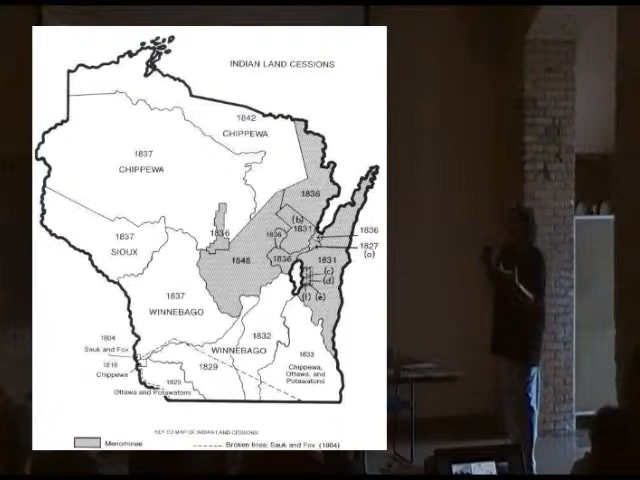 INDIAN LAND CESSIONS
1842
CHIPPEWA
1837
CHIPPEWA
1836
(b)
1831
1836
1836
1837
SIOUX
1836
1827
(a)
1848
1836
1831
(c)
(d)
(f) (e)
1837
WINNEBAGO
1832
WINNEBAGO
1804
Sauk and Fox
1816
Chippewa
1829
1829
1833
Chippewa,
Ottawa, and
Potawatomi
Ottawa and Potawatomi
KEY TO MAP OF INDIAN LAND CESSIONS
Menominee
Broken lines: Sauk and Fox (1804)